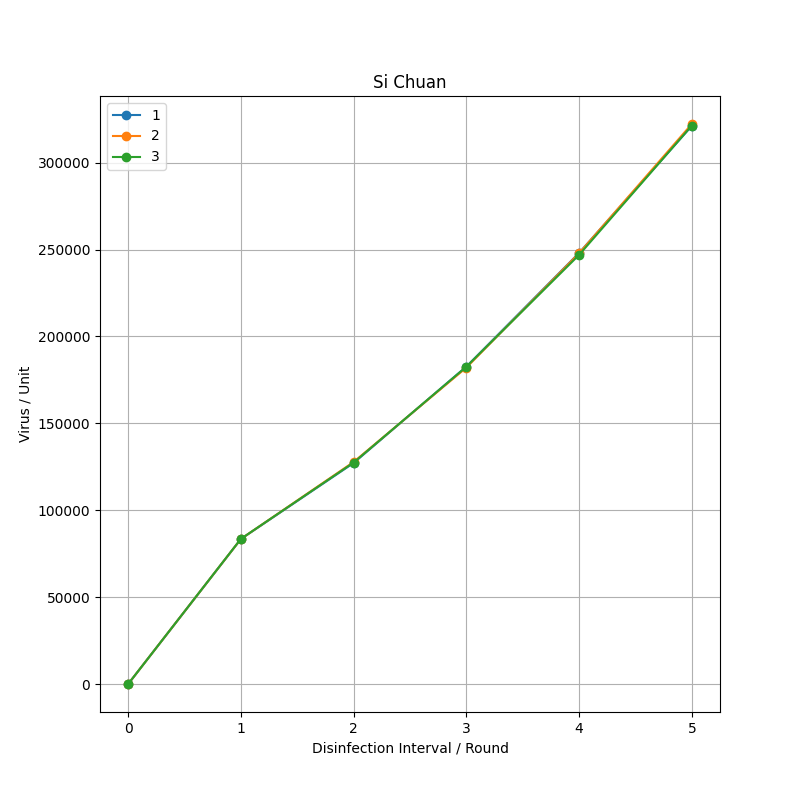 Si Chuan
1
2
3
300000
250000
200000
150000
100000
50000
0
Virus / Unit
0 1 2 3 4 5
Disinfection Interval / Round